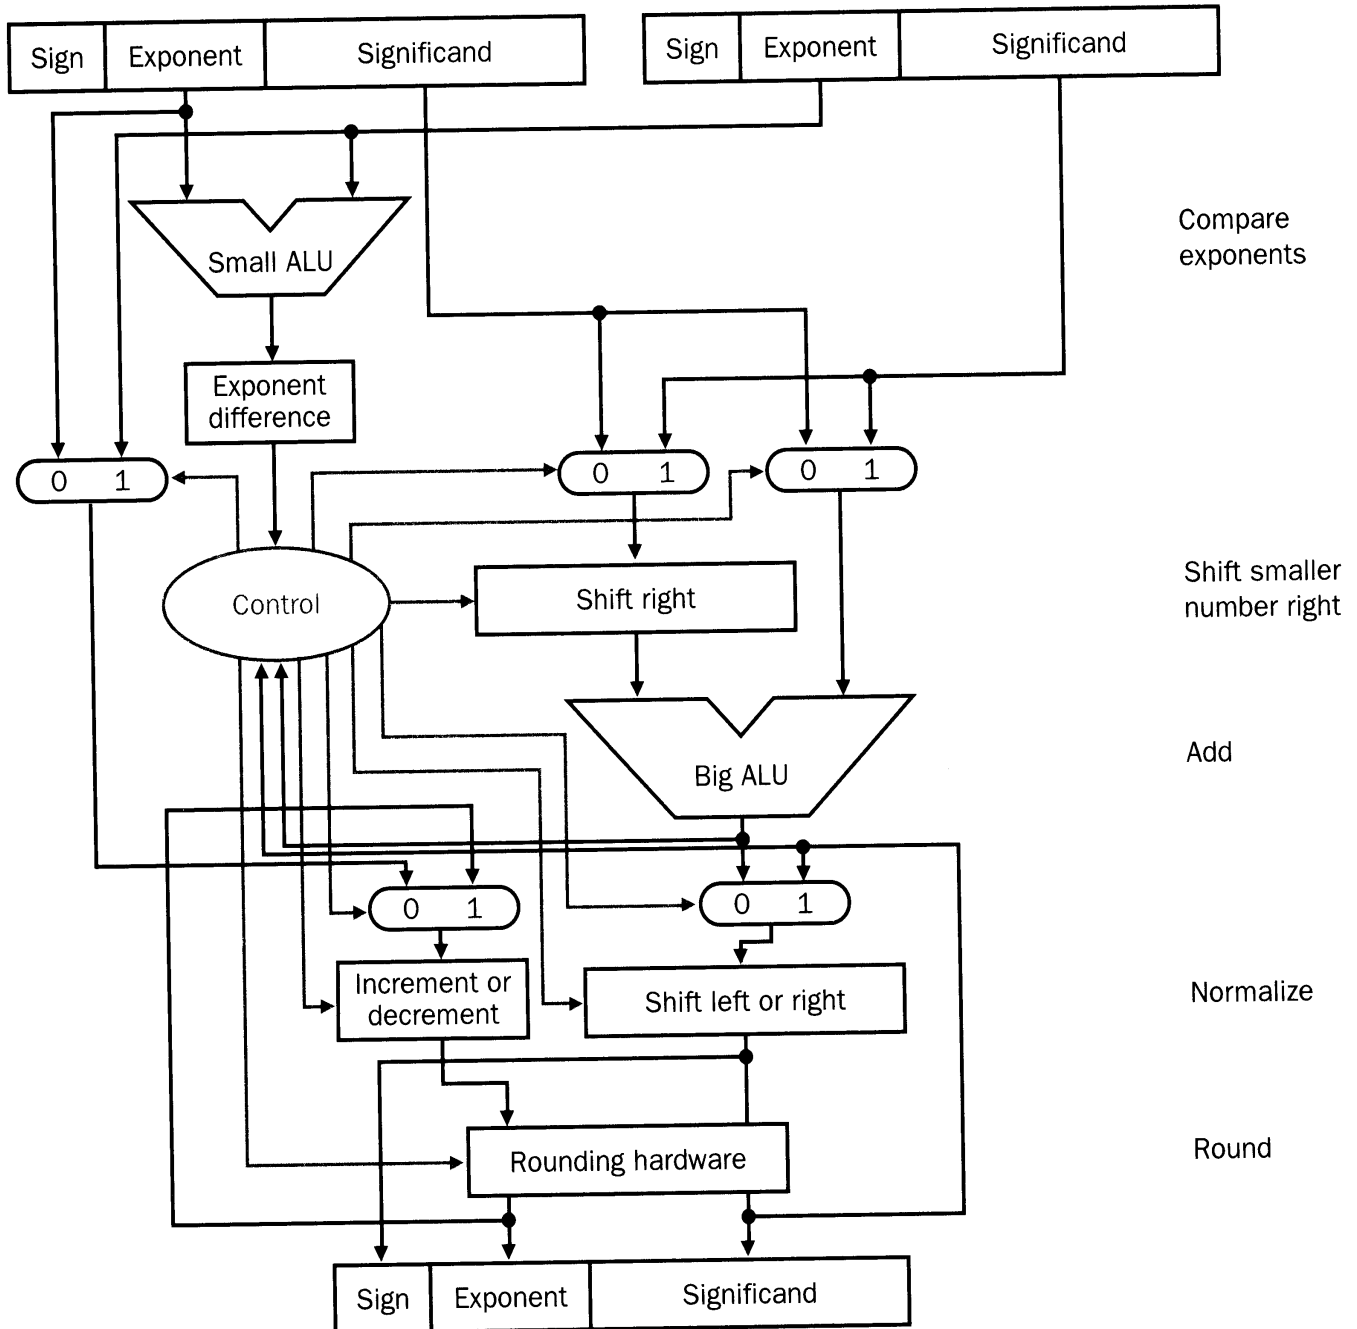 Sign Exponent Significand Sign Exponent Significand
Compare
exponents
Small ALU
Exponent
difference
0 1 0 1 0 1
Control
Shift right
Shift smaller
number right
Add
Big ALU
0 1 0 1
Increment or
decrement
Shift left or right
Normalize
Rounding hardware
Round
Sign Exponent Significand